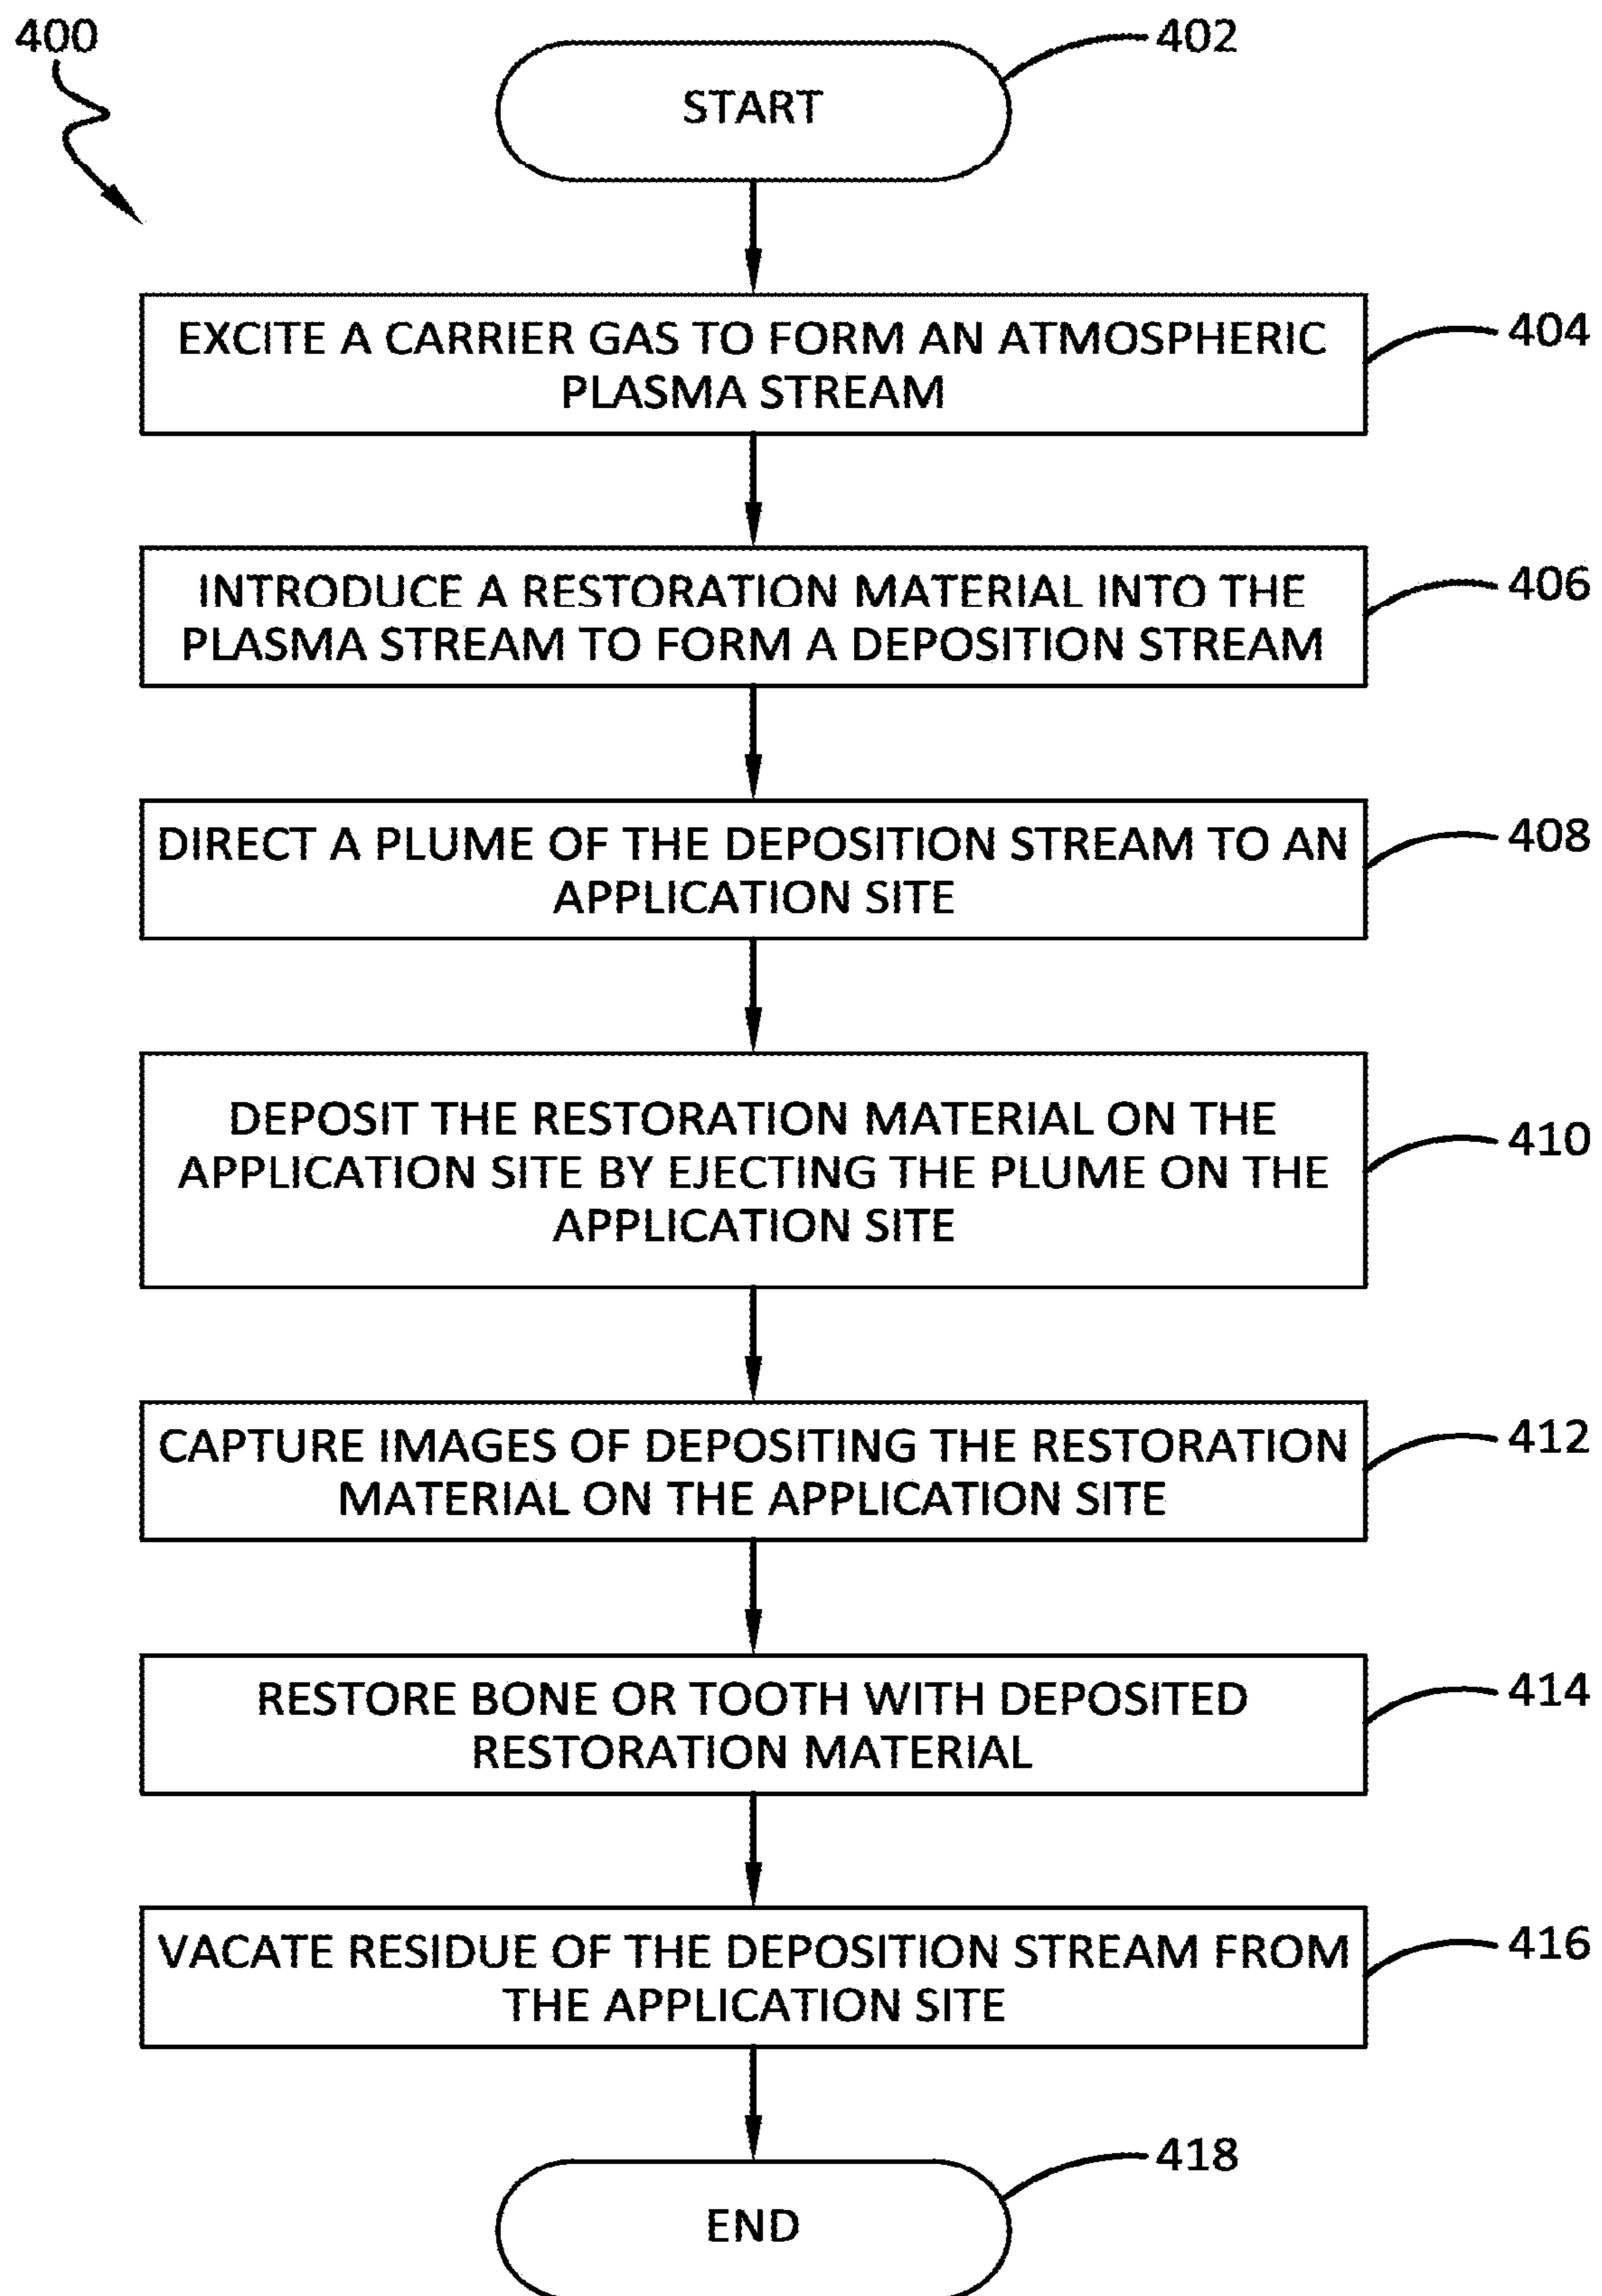 400
402
START
EXCITE A CARRIER GAS TO FORM AN ATMOSPHERIC
PLASMA STREAM
404
INTRODUCE A RESTORATION MATERIAL INTO THE
PLASMA STREAM TO FORM A DEPOSITION STREAM
406
DIRECT A PLUME OF THE DEPOSITION STREAM TO AN
APPLICATION SITE
408
DEPOSIT THE RESTORATION MATERIAL ON THE
APPLICATION SITE BY EJECTING THE PLUME ON THE
APPLICATION SITE
410
CAPTURE IMAGES OF DEPOSITING THE RESTORATION
MATERIAL ON THE APPLICATION SITE
412
RESTORE BONE OR TOOTH WITH DEPOSITED
RESTORATION MATERIAL
414
VACATE RESIDUE OF THE DEPOSITION STREAM FROM
THE APPLICATION SITE
416
418
END